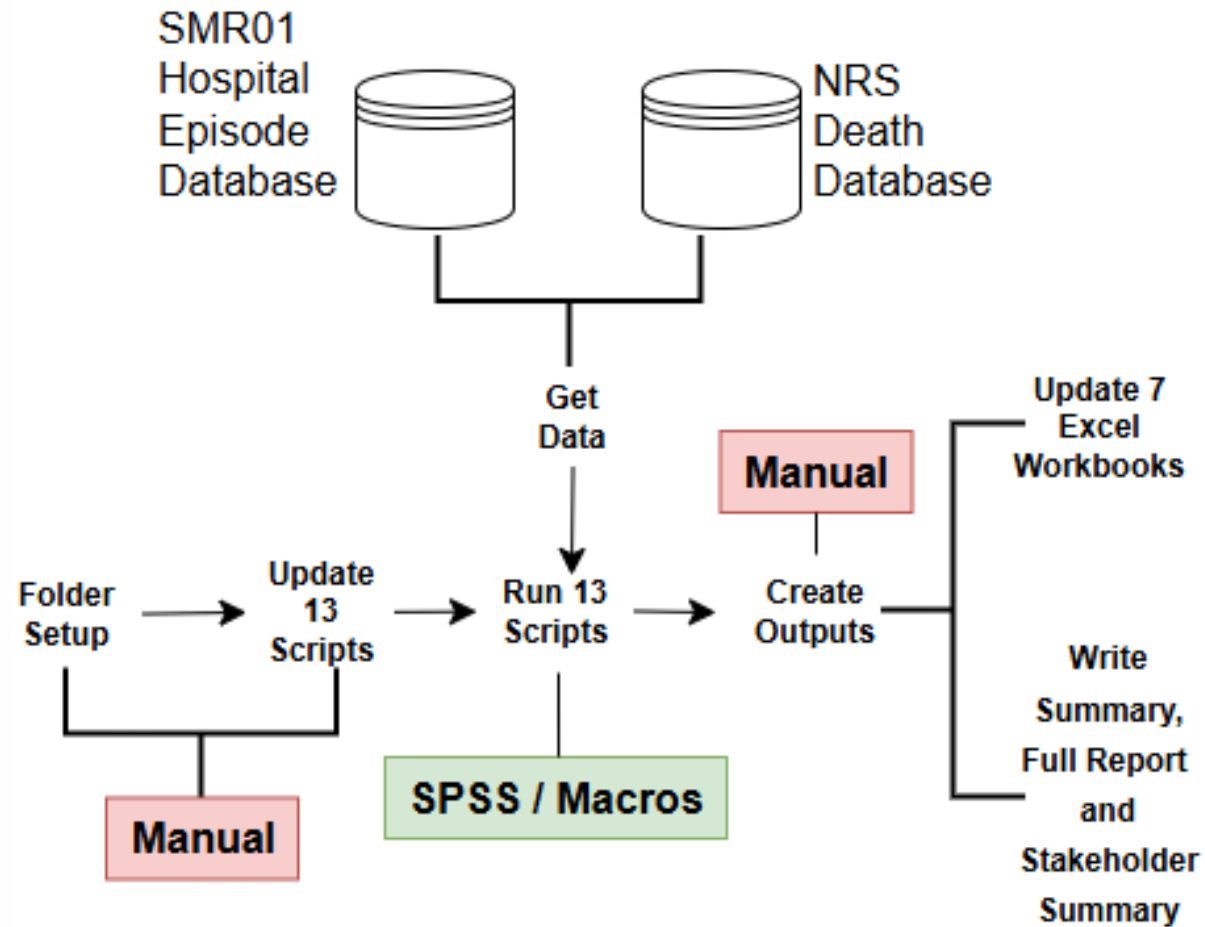 SMR01
Hospital
Episode
Database
NRS
Death
Database
Get
Data
Update 7
Excel
Workbooks
Manual
Folder
Setup
Update
13
Scripts
Run 13
Scripts
Create
Outputs
Write
Summary,
Full Report
and
Stakeholder
Summary
SPSS / Macros
Manual